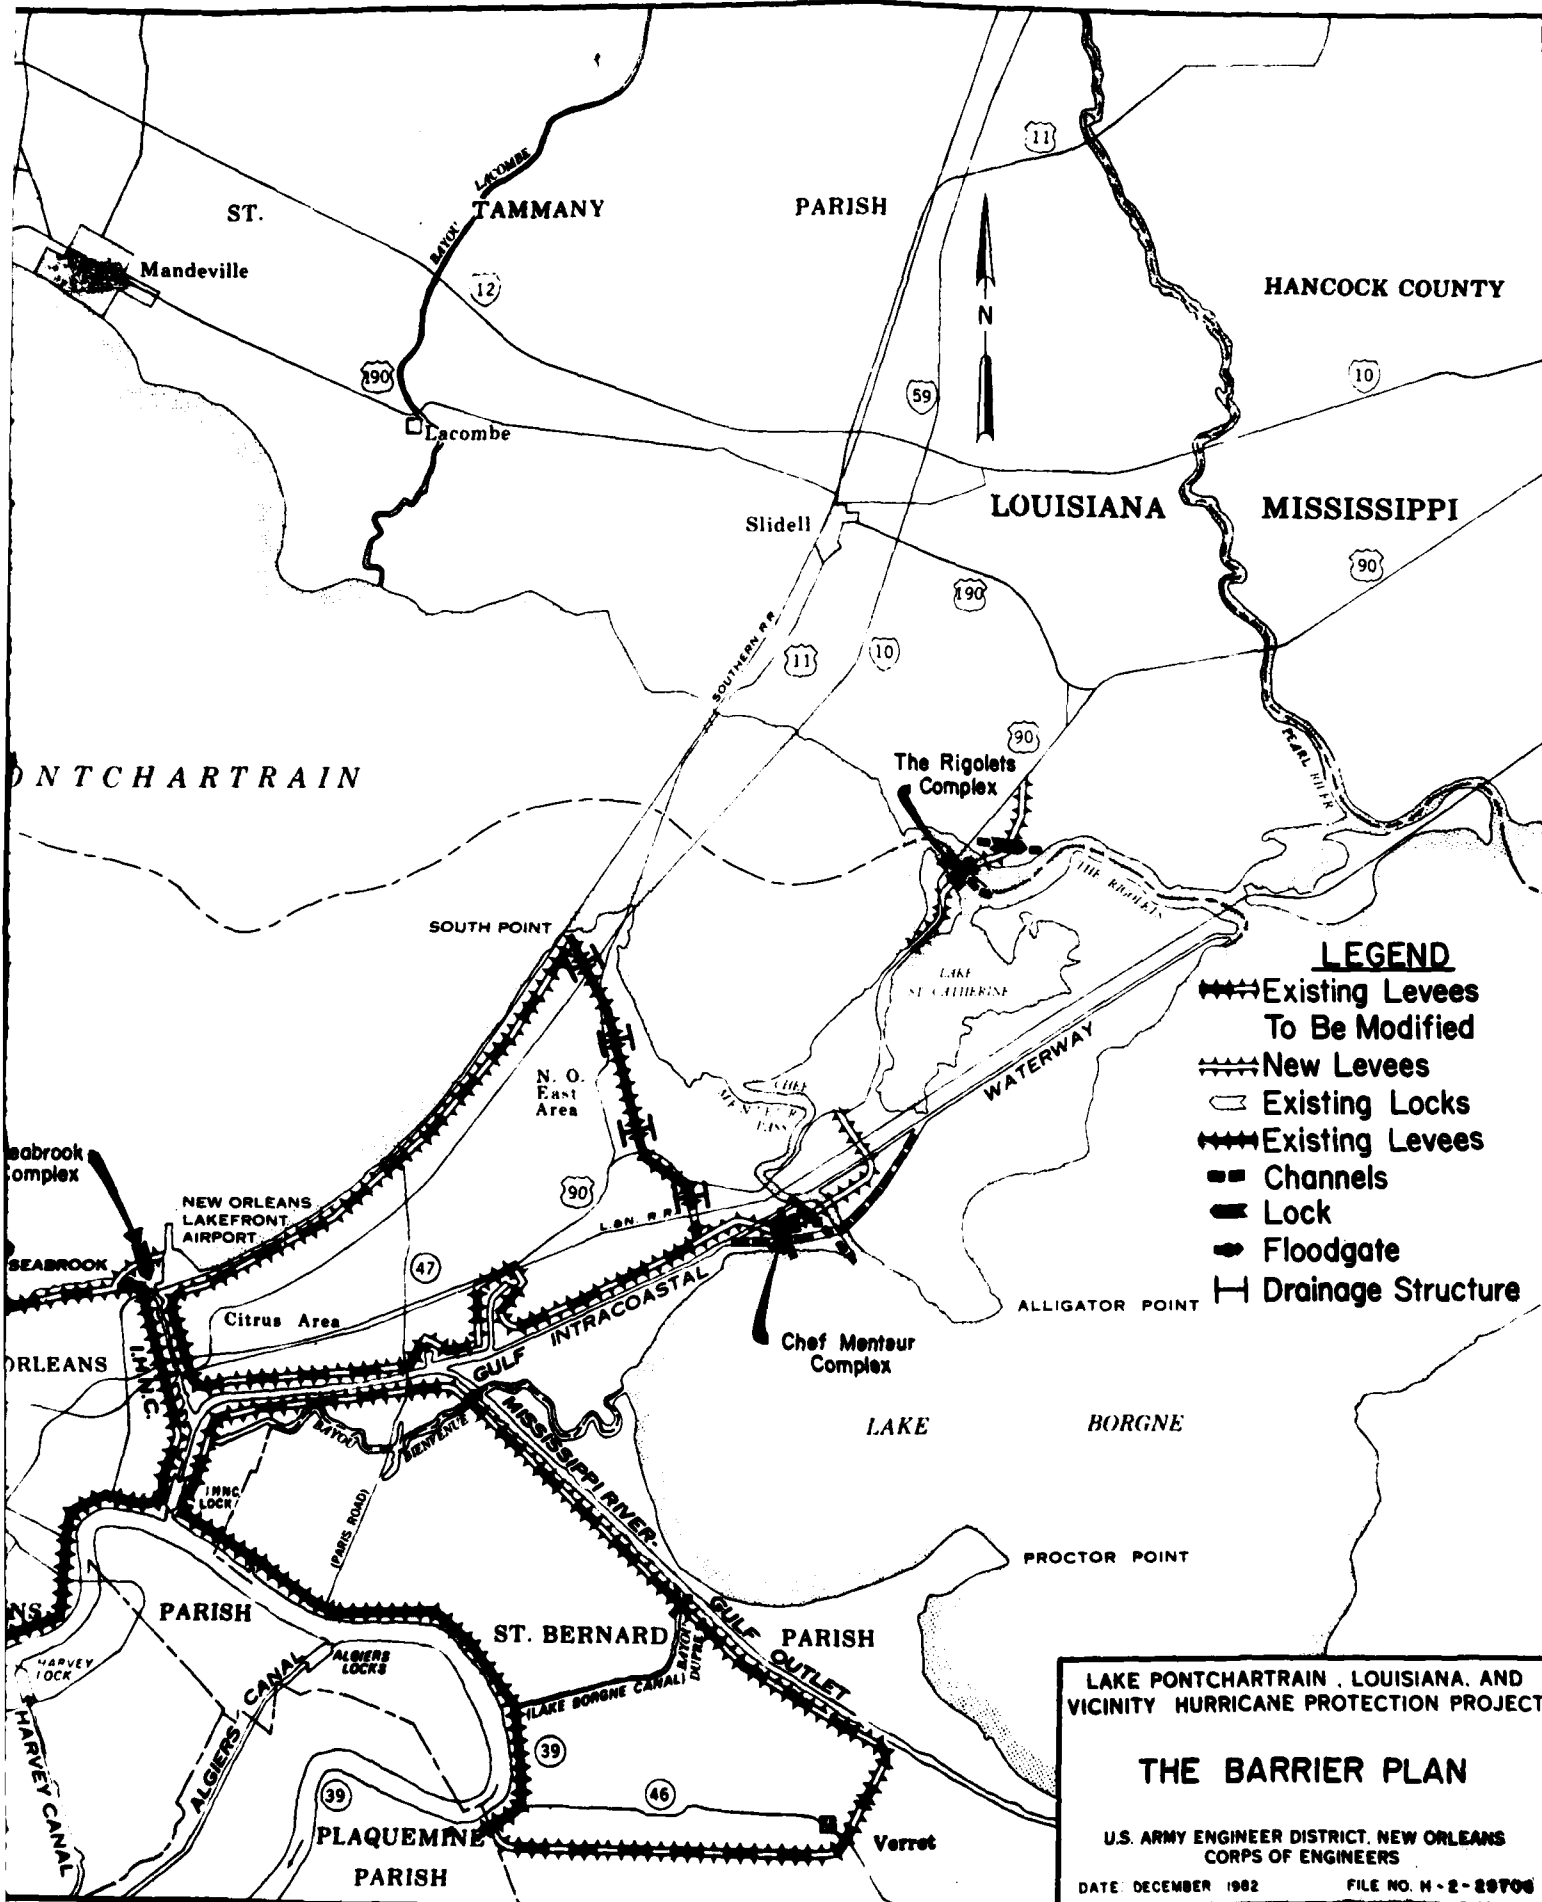 11
ST. TAMMANY PARISH
BAYOU LACOMBE
Mandeville
12
HANCOCK COUNTY
N
190
59
10
Lacombe
LOUISIANA
MISSISSIPPI
Slidell
90
190
SOUTHERN R.R.
11
10
90
PEARL RIVER
ONTCHARTRAIN
The Rigolets
Complex
THE RIGOLETS
SOUTH POINT
LAKE
ST. CATHERINE
LEGEND
Existing Levees
To Be Modified
New Levees
Existing Locks
Existing Levees
Channels
Lock
Floodgate
Drainage Structure
N. O.
East
Area
CHEF
MENTEUR
PASS
WATERWAY
eabrook
omplex
NEW ORLEANS
LAKEFRONT
AIRPORT
90
L&N. R.R.
SEABROOK
47
INTRACOASTAL
GULF
ALLIGATOR POINT
Citrus Area
Chef Menteur
Complex
ORLEANS
I.H.N.C.
BAYOU BIENVENUE
MISSISSIPPI RIVER-
GULF OUTLET
LAKE BORGNE
LOCK
(PARIS ROAD)
PROCTOR POINT
NS
PARISH
ST. BERNARD PARISH
BAYOU
DUPRE
HARVEY
LOCK
ALGIERS
LOCKS
ALGIERS CANAL
(LAKE BORGNE CANAL)
HARVEY CANAL
39
39
46
PLAQUEMINE
PARISH
Verret
LAKE PONTCHARTRAIN , LOUISIANA, AND
VICINITY HURRICANE PROTECTION PROJECT
THE BARRIER PLAN
U.S. ARMY ENGINEER DISTRICT, NEW ORLEANS
CORPS OF ENGINEERS
DATE: DECEMBER 1982 FILE NO. H-2-29706